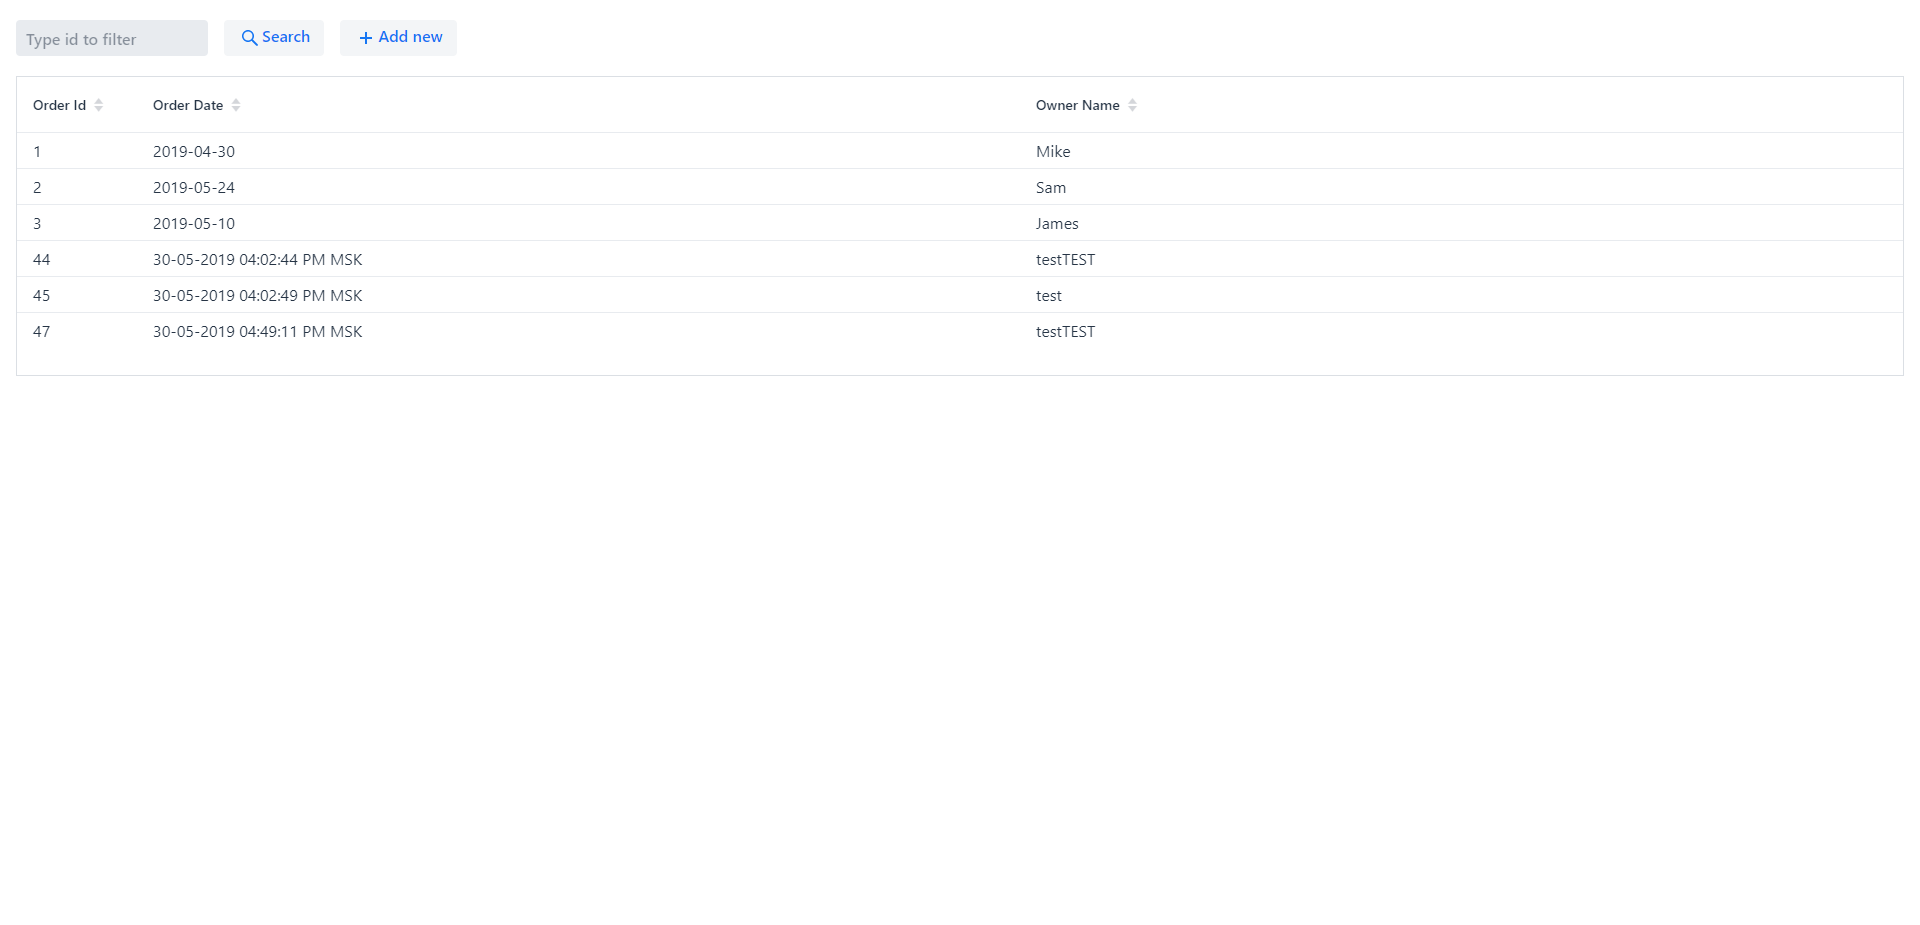 Type id to filter Search Add new
Order Id Order Date Owner Name
1 2019-04-30 Mike
2 2019-05-24 Sam
3 2019-05-10 James
44 30-05-2019 04:02:44 PM MSK testTEST
45 30-05-2019 04:02:49 PM MSK test
47 30-05-2019 04:49:11 PM MSK testTEST